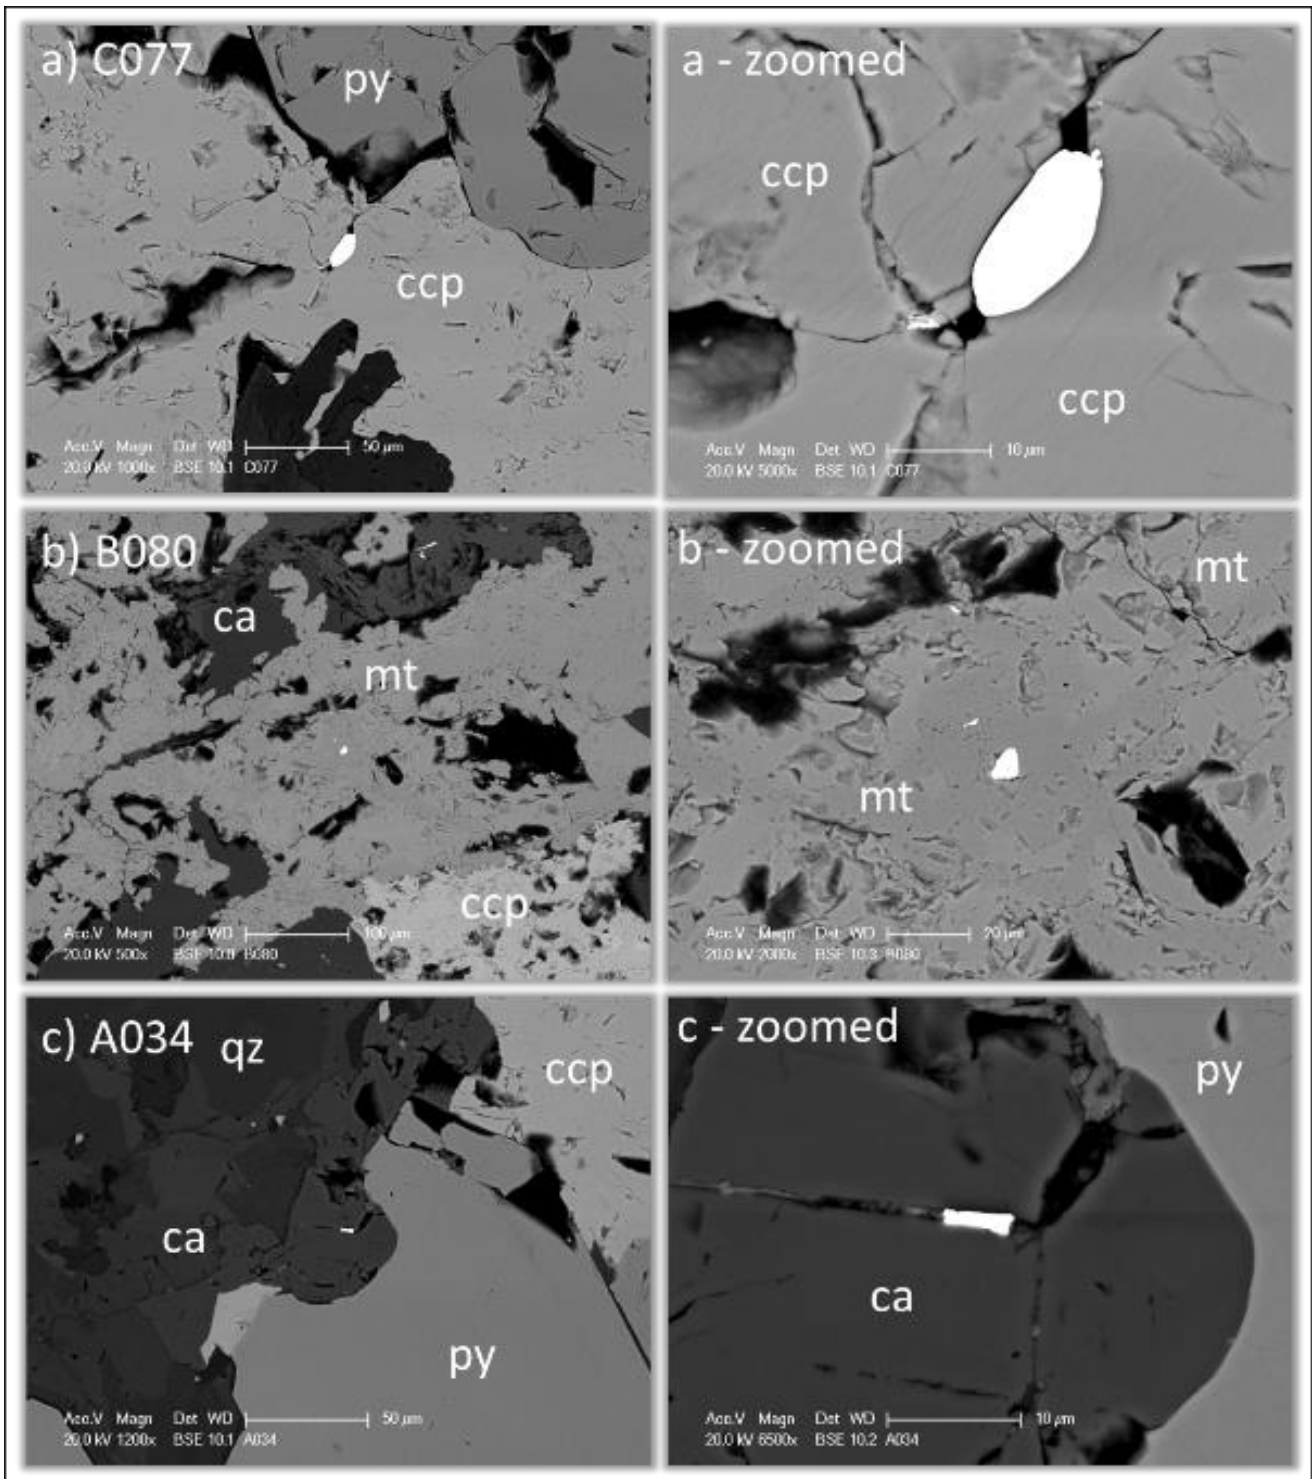 a) C077
py
ccp
Acc.V Magn Det WD 50 µm
20.0 kV 1000x BSE 10.1 C077
a - zoomed
ccp
ccp
Acc.V Magn Det WD 10 µm
20.0 kV 5000x BSE 10.1 C077
b) B080
ca
mt
ccp
Acc.V Magn Det WD 100 µm
20.0 kV 500x BSE B080
b - zoomed
mt
mt
Acc.V Magn Det WD 20 µm
20.0 kV 2000x BSE 10.3 B080
c) A034
qz
ccp
ca
py
Acc.V Magn Det WD 50 µm
20.0 kV 1200x BSE 10.1 A034
c - zoomed
py
ca
Acc.V Magn Det WD 10 µm
20.0 kV 6500x BSE 10.2 A034